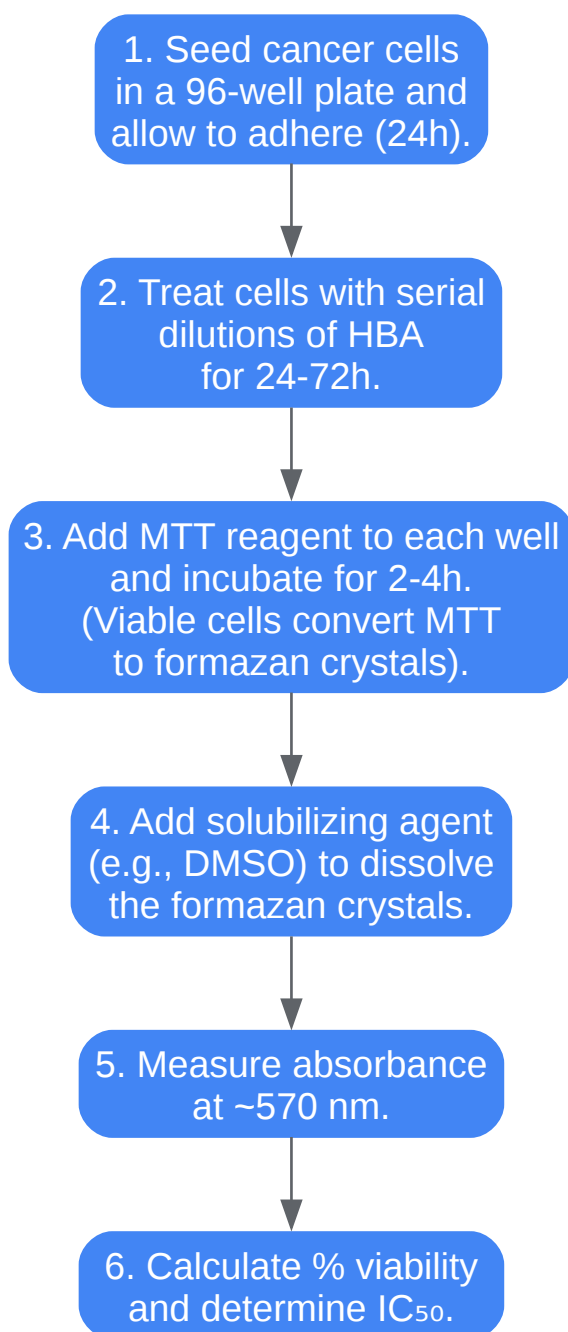 1. Seed cancer cells
in a 96-well plate and
allow to adhere (24h).
2. Treat cells with serial
dilutions of HBA
for 24-72h.
3. Add MTT reagent to each well
and incubate for 2-4h.
(Viable cells convert MTT
to formazan crystals).
4. Add solubilizing agent
(e.g., DMSO) to dissolve
the formazan crystals.
5. Measure absorbance
at ~570 nm.
6. Calculate % viability
and determine IC₅₀.